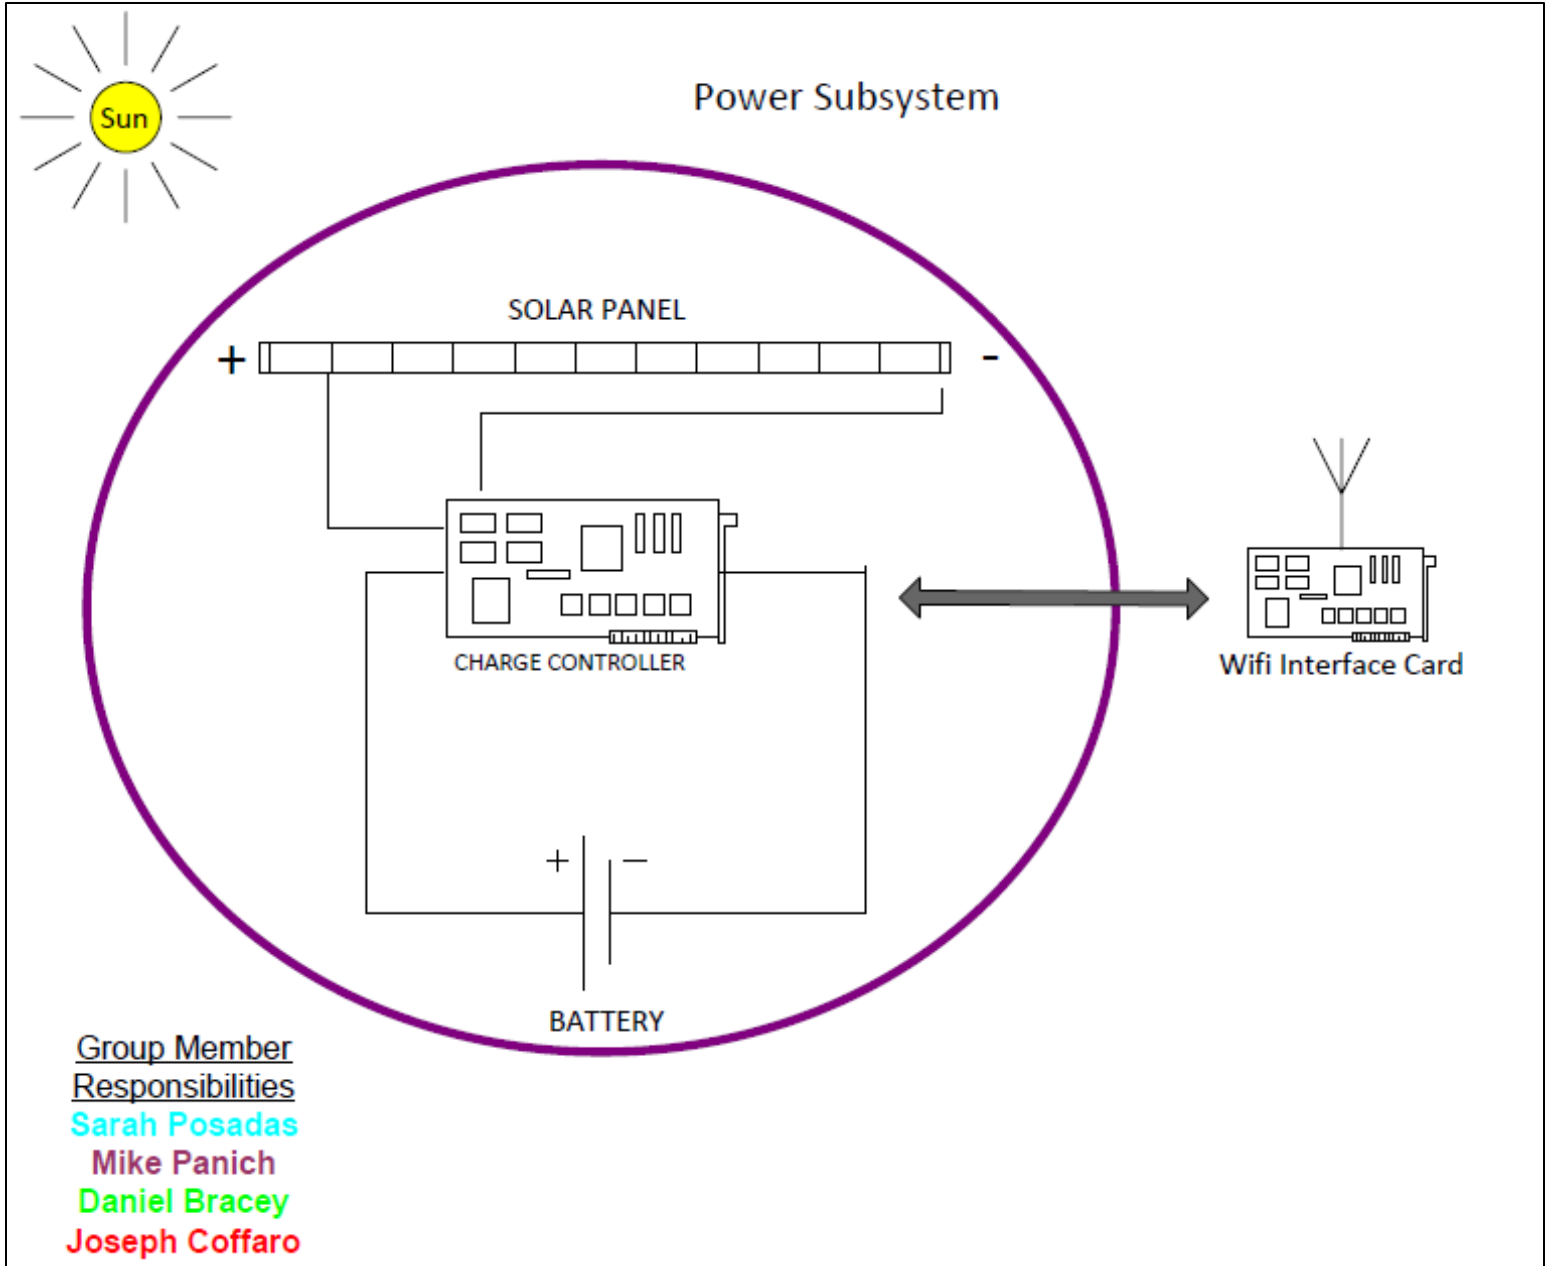 Sun
Power Subsystem
SOLAR PANEL
+ -
CHARGE CONTROLLER
Wifi Interface Card
+ −
BATTERY
Group Member
Responsibilities
Sarah Posadas
Mike Panich
Daniel Bracey
Joseph Coffaro